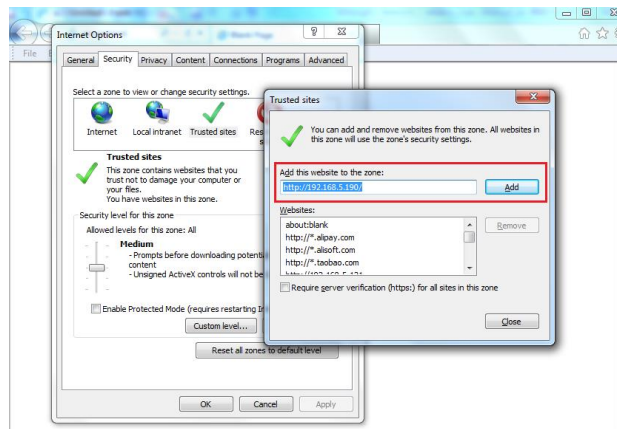 Internet Options
File
General Security Privacy Content Connections Programs Advanced
Select a zone to view or change security settings.
Internet Local intranet Trusted sites
Trusted sites
This zone contains websites that you
trust not to damage your computer or
your files.
You have websites in this zone.
Security level for this zone
Allowed levels for this zone: All
Medium
- Prompts before downloading
content
- Unsigned ActiveX controls will not be
Enable Protected Mode (requires restarting
Custom level...
Reset all zones to default level
OK Cancel Apply
Trusted sites
You can add and remove websites from this zone. All websites in
this zone will use the zone's security settings.
Add this website to the zone:
http://192.168.5.190/ Add
Websites:
about:blank Remove
http://*.alipay.com
http://*.alisoft.com
http://*.taobao.com
Require server verification (https:) for all sites in this zone
Close